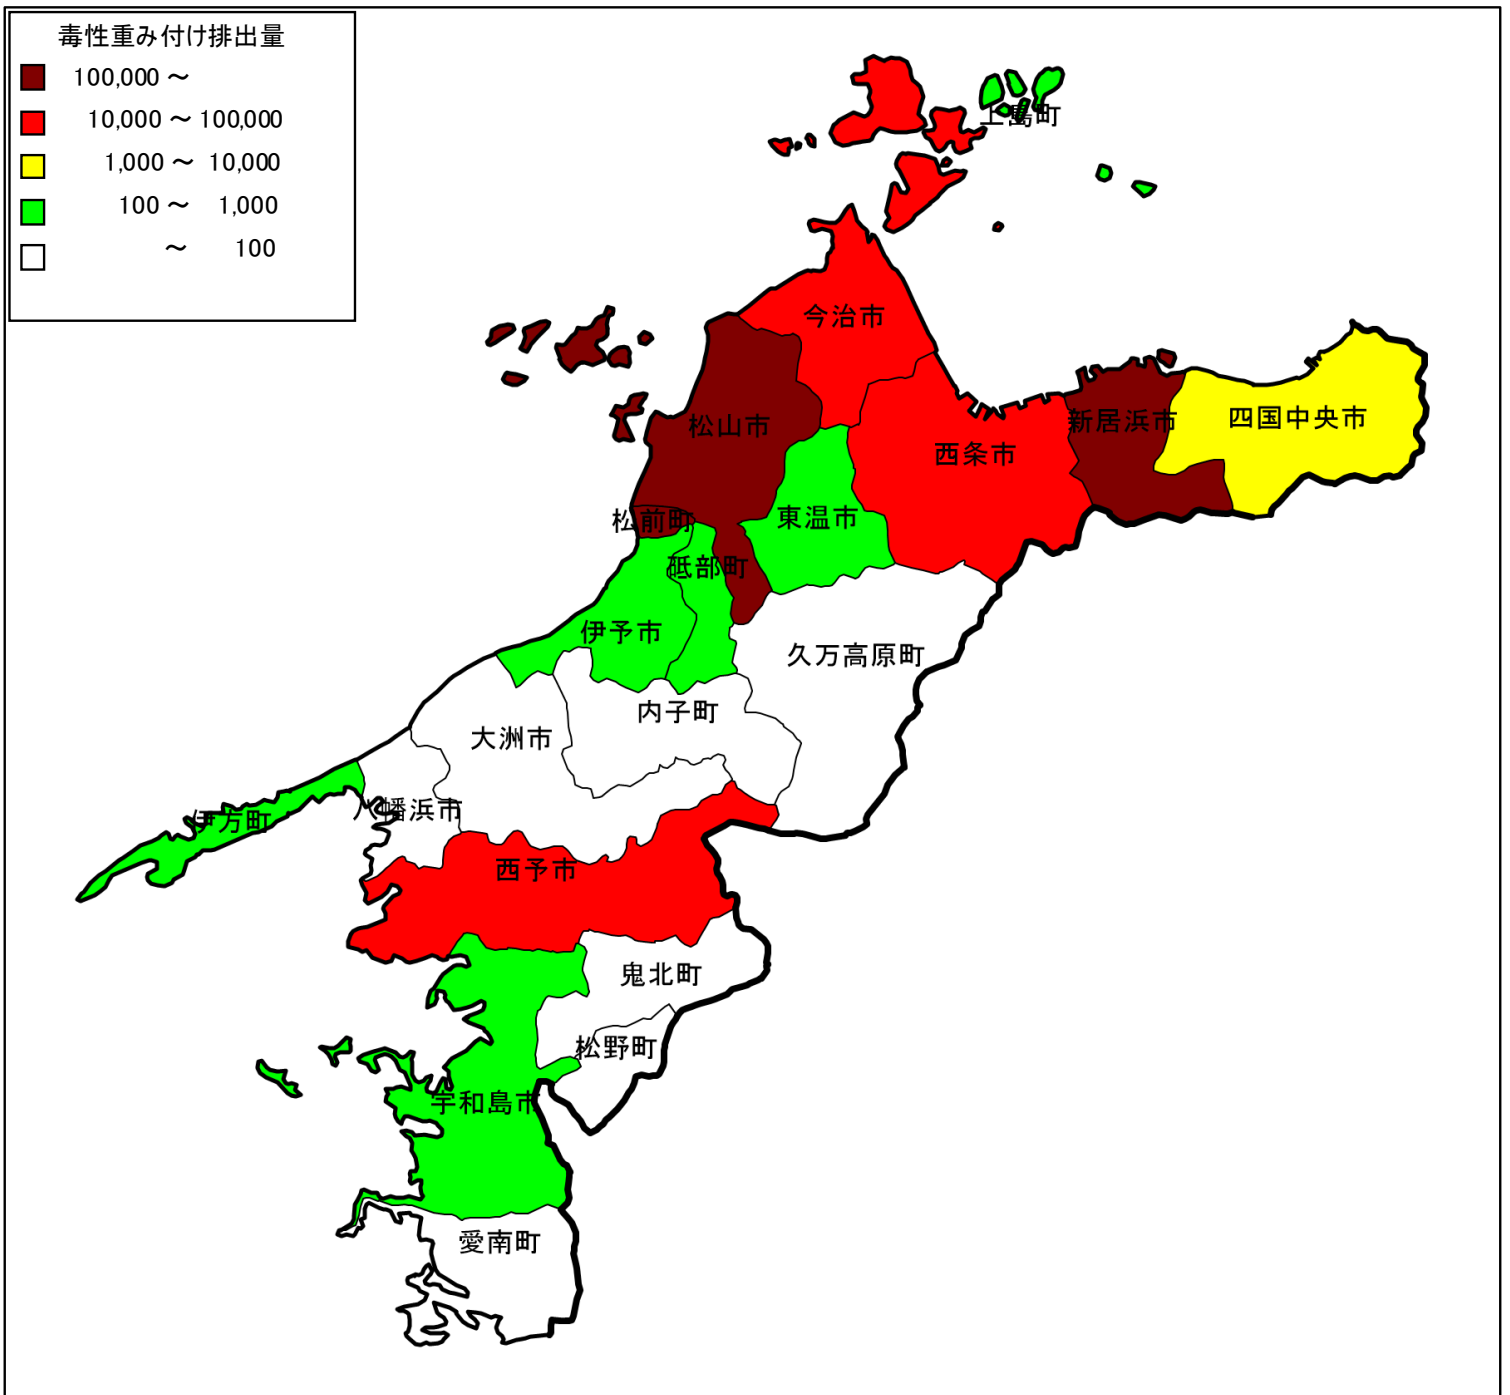 毒性重み付け排出量
100,000 ～
10,000 ～ 100,000
1,000 ～ 10,000
100 ～ 1,000
～ 100
上島町
今治市
松山市
新居浜市
四国中央市
西条市
松前町
東温市
砥部町
伊予市
久万高原町
内子町
大洲市
八幡浜市
伊方町
西予市
鬼北町
松野町
宇和島市
愛南町